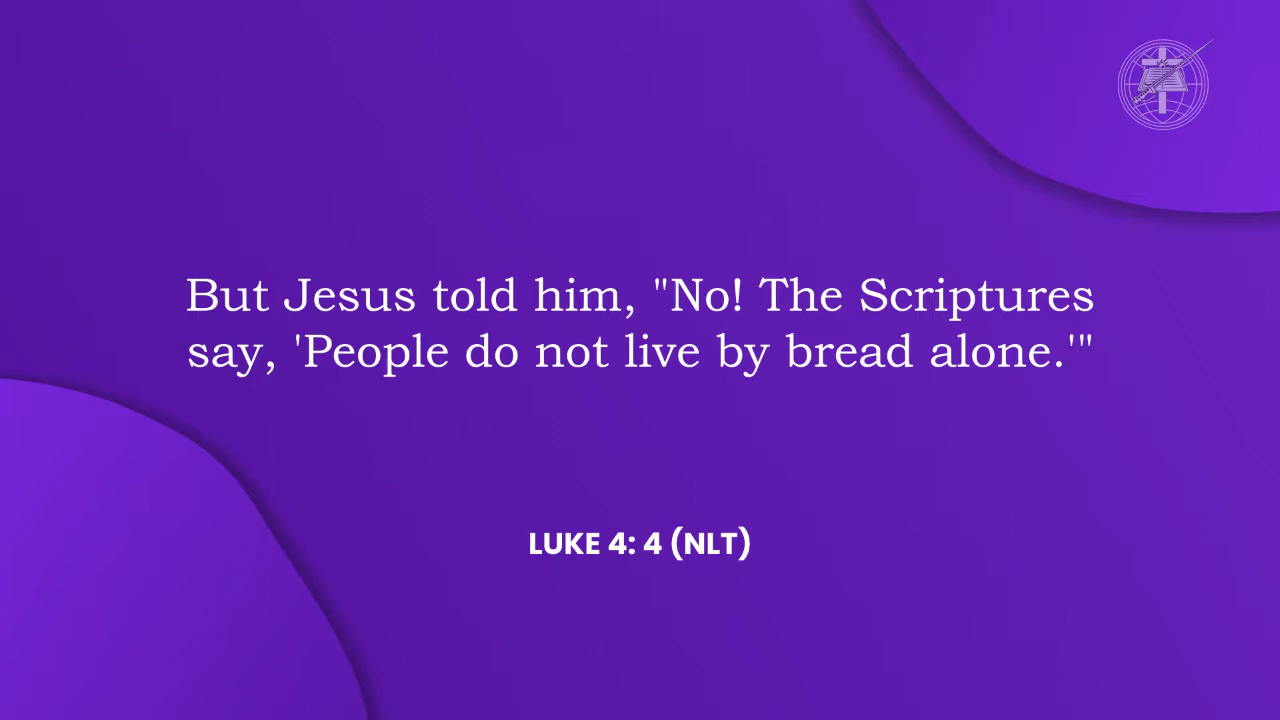 But Jesus told him, "No! The Scriptures
say, 'People do not live by bread alone.'"
LUKE 4: 4 (NLT)